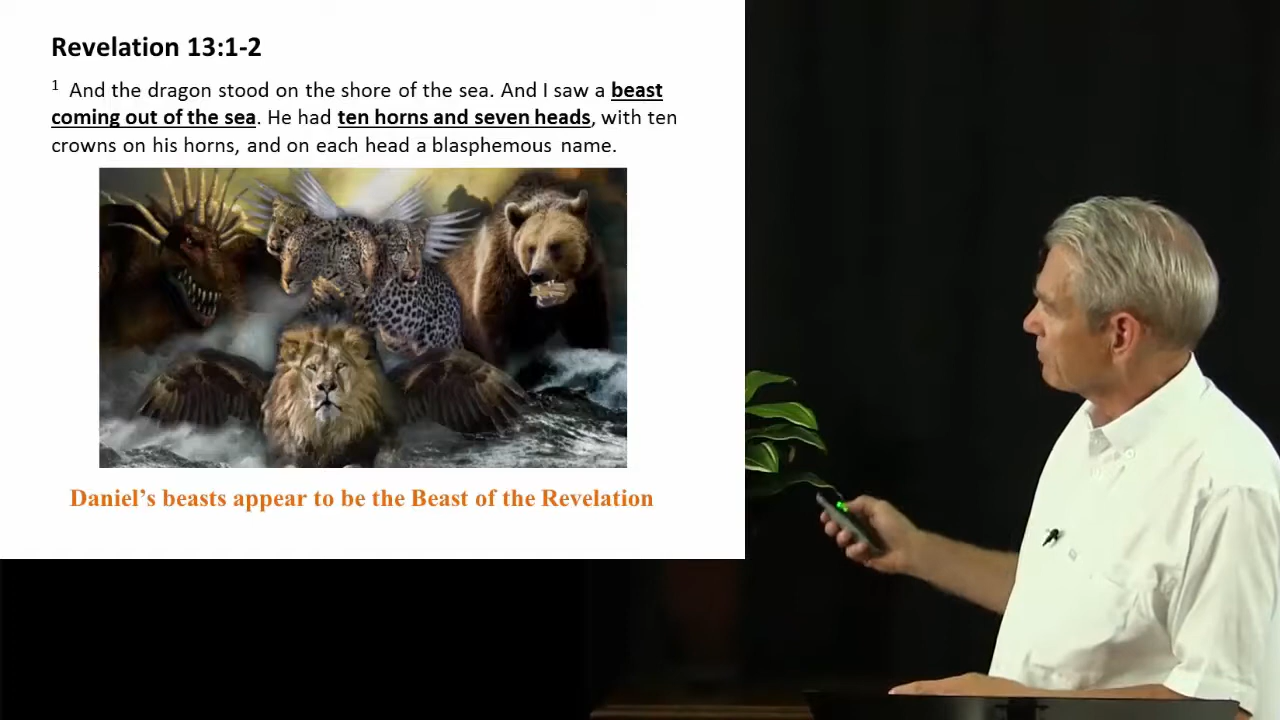 Revelation 13:1-2
1 And the dragon stood on the shore of the sea. And I saw a beast
coming out of the sea. He had ten horns and seven heads, with ten
crowns on his horns, and on each head a blasphemous name.
Daniel's beasts appear to be the Beast of the Revelation